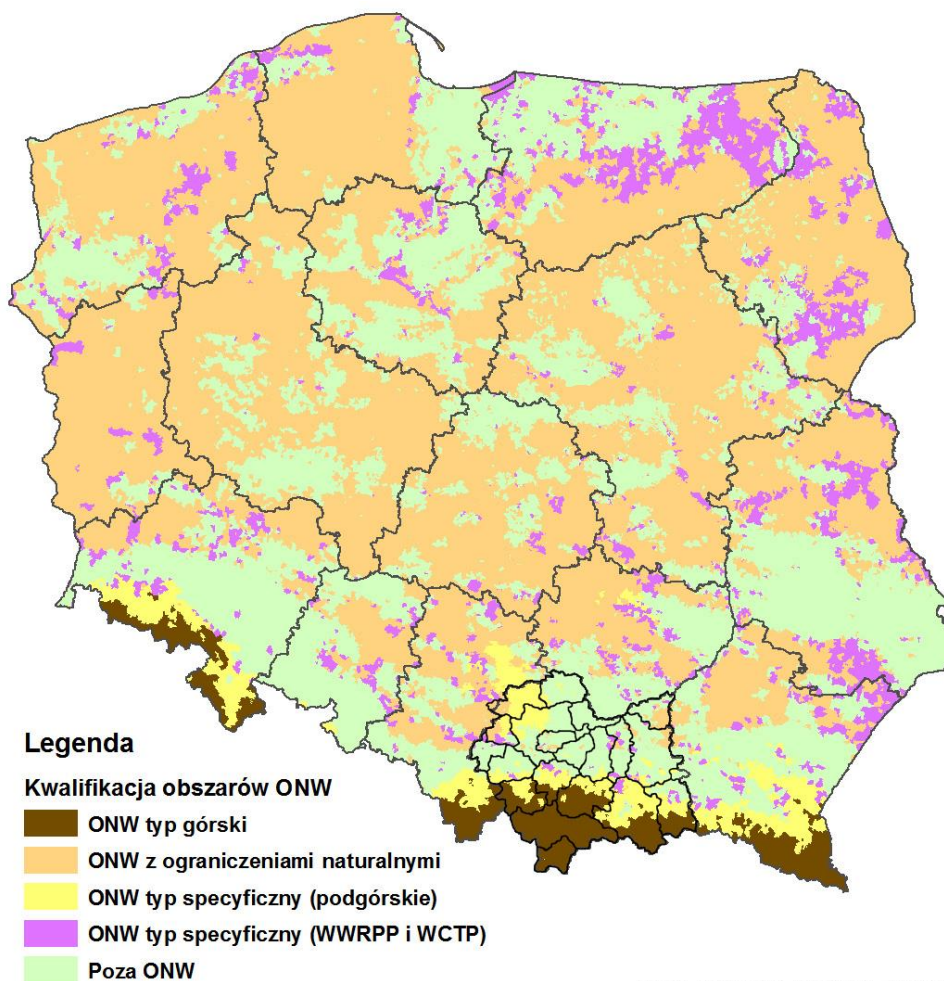 Legenda
Kwalifikacja obszarów ONW
ONW typ górski
ONW z ograniczeniami naturalnymi
ONW typ specyficzny (podgórskie)
ONW typ specyficzny (WWRPP i WCTP)
Poza ONW